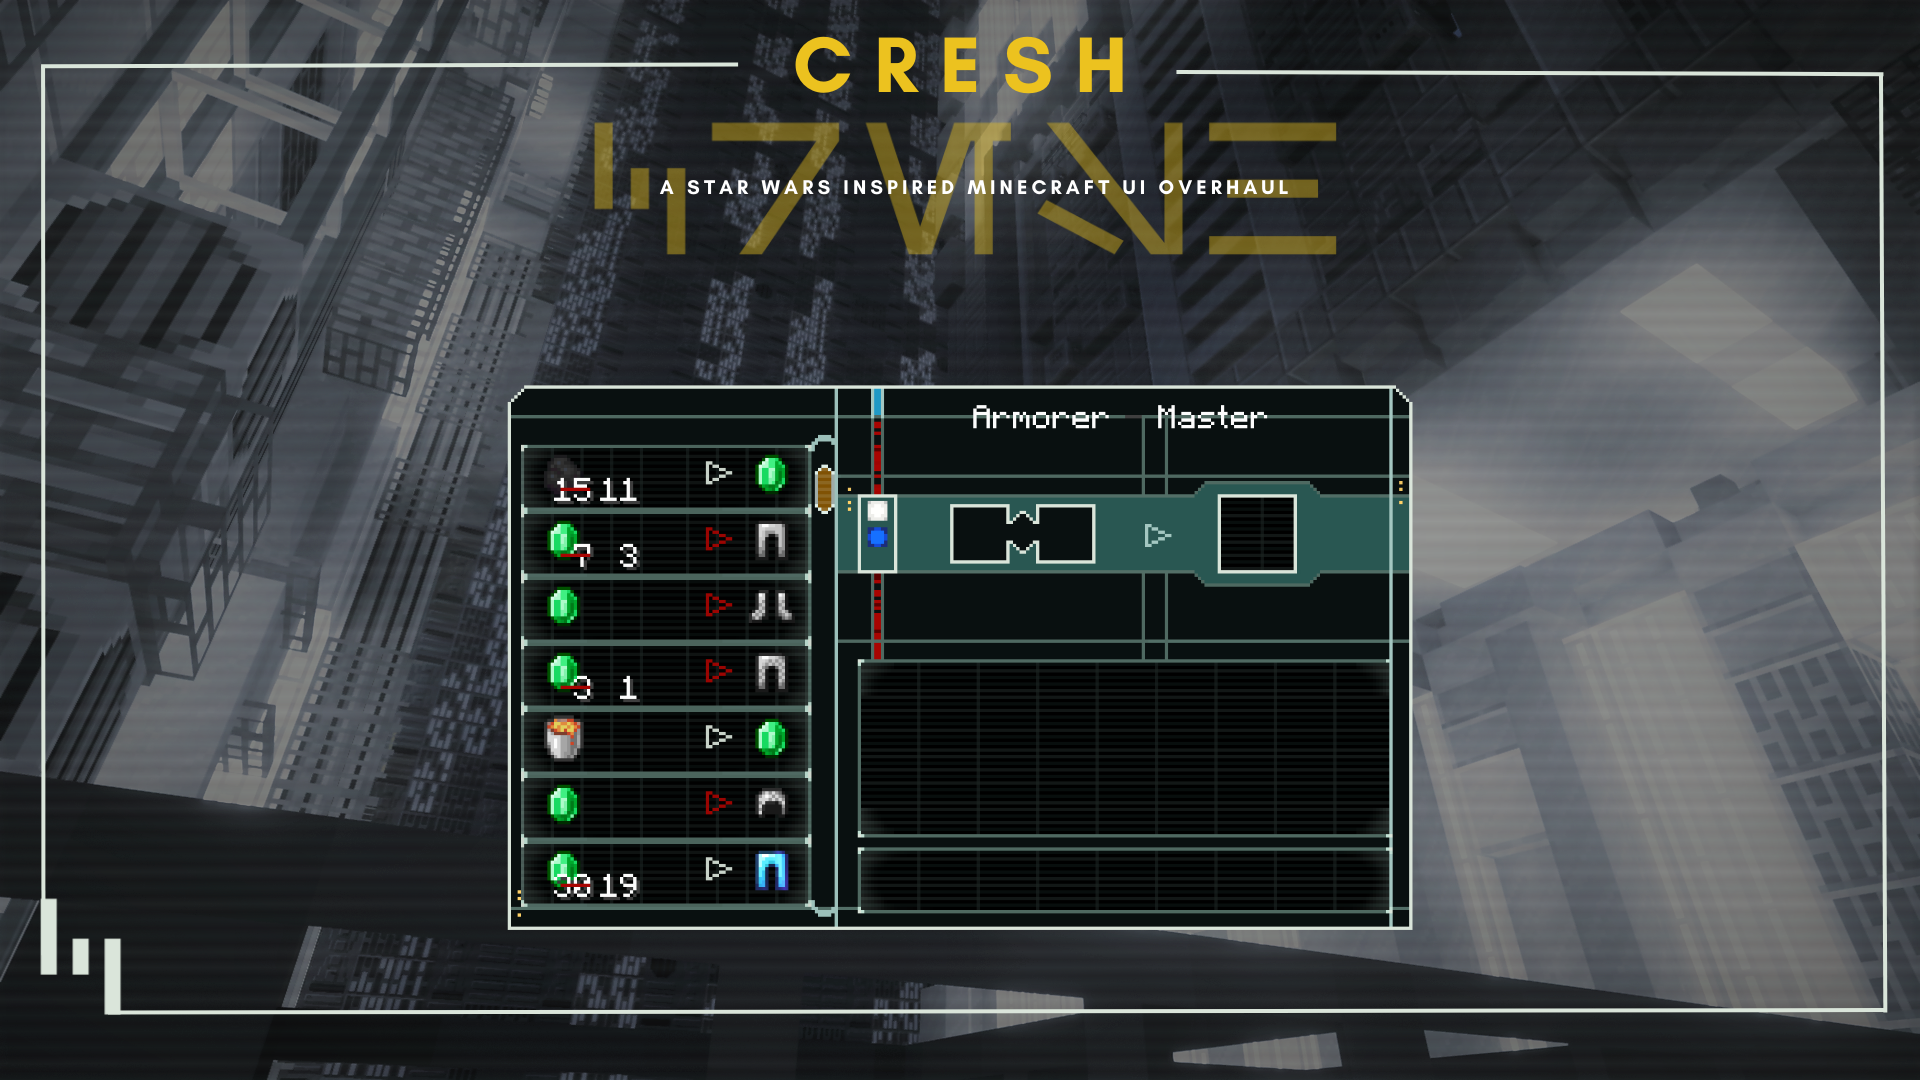 CRESH
A STAR WARS INSPIRED MINECRAFT UI OVERHAUL
Armorer - Master
15 11
7 3
3 1
30 19